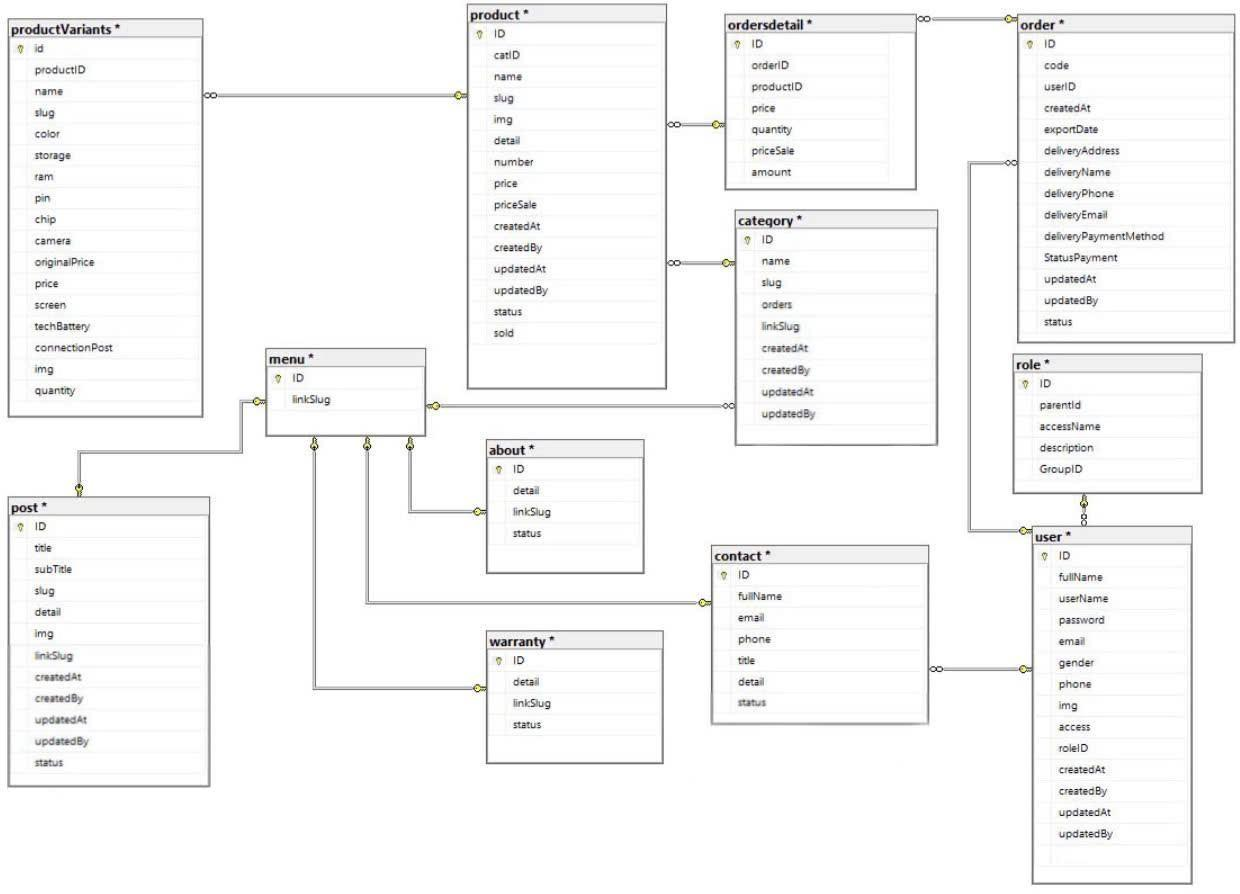 productVariants *
id
productID
name
slug
color
storage
ram
pin
chip
camera
originalPrice
price
screen
techBattery
connectionPost
img
quantity
product *
ID
catID
name
slug
img
detail
number
price
priceSale
createdAt
createdBy
updatedAt
updatedBy
status
sold
ordersdetail *
ID
orderID
productID
price
quantity
priceSale
amount
order *
ID
code
userID
createdAt
exportDate
deliveryAddress
deliveryName
deliveryPhone
deliveryEmail
deliveryPaymentMethod
StatusPayment
updatedAt
updatedBy
status
category *
ID
name
slug
orders
linkSlug
createdAt
createdBy
updatedAt
updatedBy
menu *
ID
linkSlug
role *
ID
parentId
accessName
description
GroupID
about *
ID
detail
linkSlug
status
post *
ID
title
subTitle
slug
detail
img
linkSlug
createdAt
createdBy
updatedAt
updatedBy
status
contact *
ID
fullName
email
phone
title
detail
status
user *
ID
fullName
userName
password
email
gender
phone
img
access
roleID
createdAt
createdBy
updatedAt
updatedBy
warranty *
ID
detail
linkSlug
status